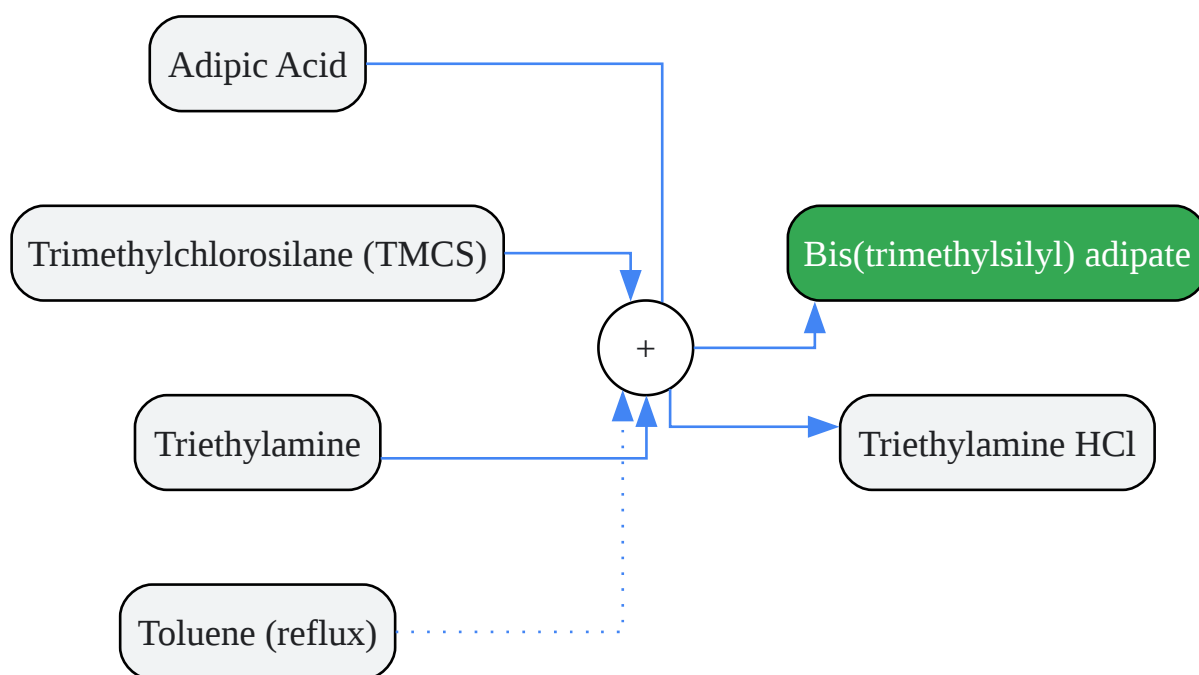 Adipic Acid
Trimethylchlorosilane (TMCS)
Bis(trimethylsilyl) adipate
+
Triethylamine
Triethylamine HCl
Toluene (reflux)